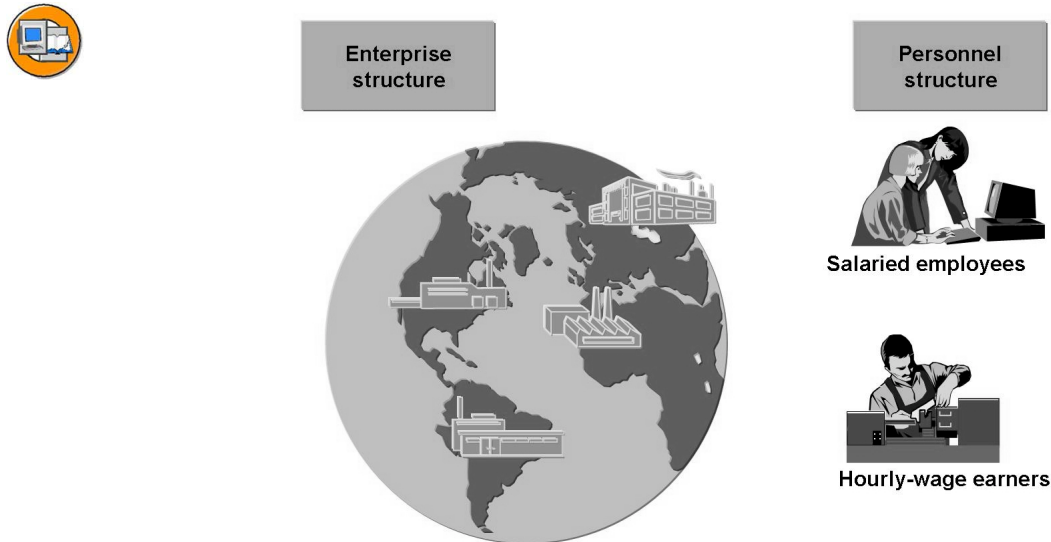 Enterprise
structure
Personnel
structure
Salaried employees
Hourly-wage earners